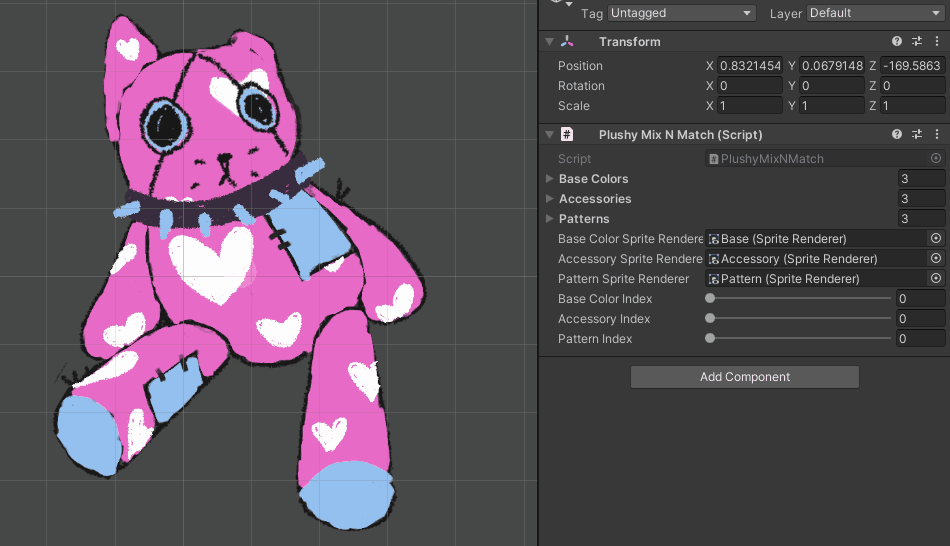 Tag Untagged Layer Default
Transform
Position X 0.8321454 Y 0.0679148 Z -169.5863
Rotation X 0 Y 0 Z 0
Scale X 1 Y 1 Z 1
# Plushy Mix N Match (Script)
Script # PlushyMixNMatch
Base Colors 3
Accessories 3
Patterns 3
Base Color Sprite Rendere Base (Sprite Renderer)
Accessory Sprite Rendere Accessory (Sprite Renderer)
Pattern Sprite Renderer Pattern (Sprite Renderer)
Base Color Index 0
Accessory Index 0
Pattern Index 0
Add Component